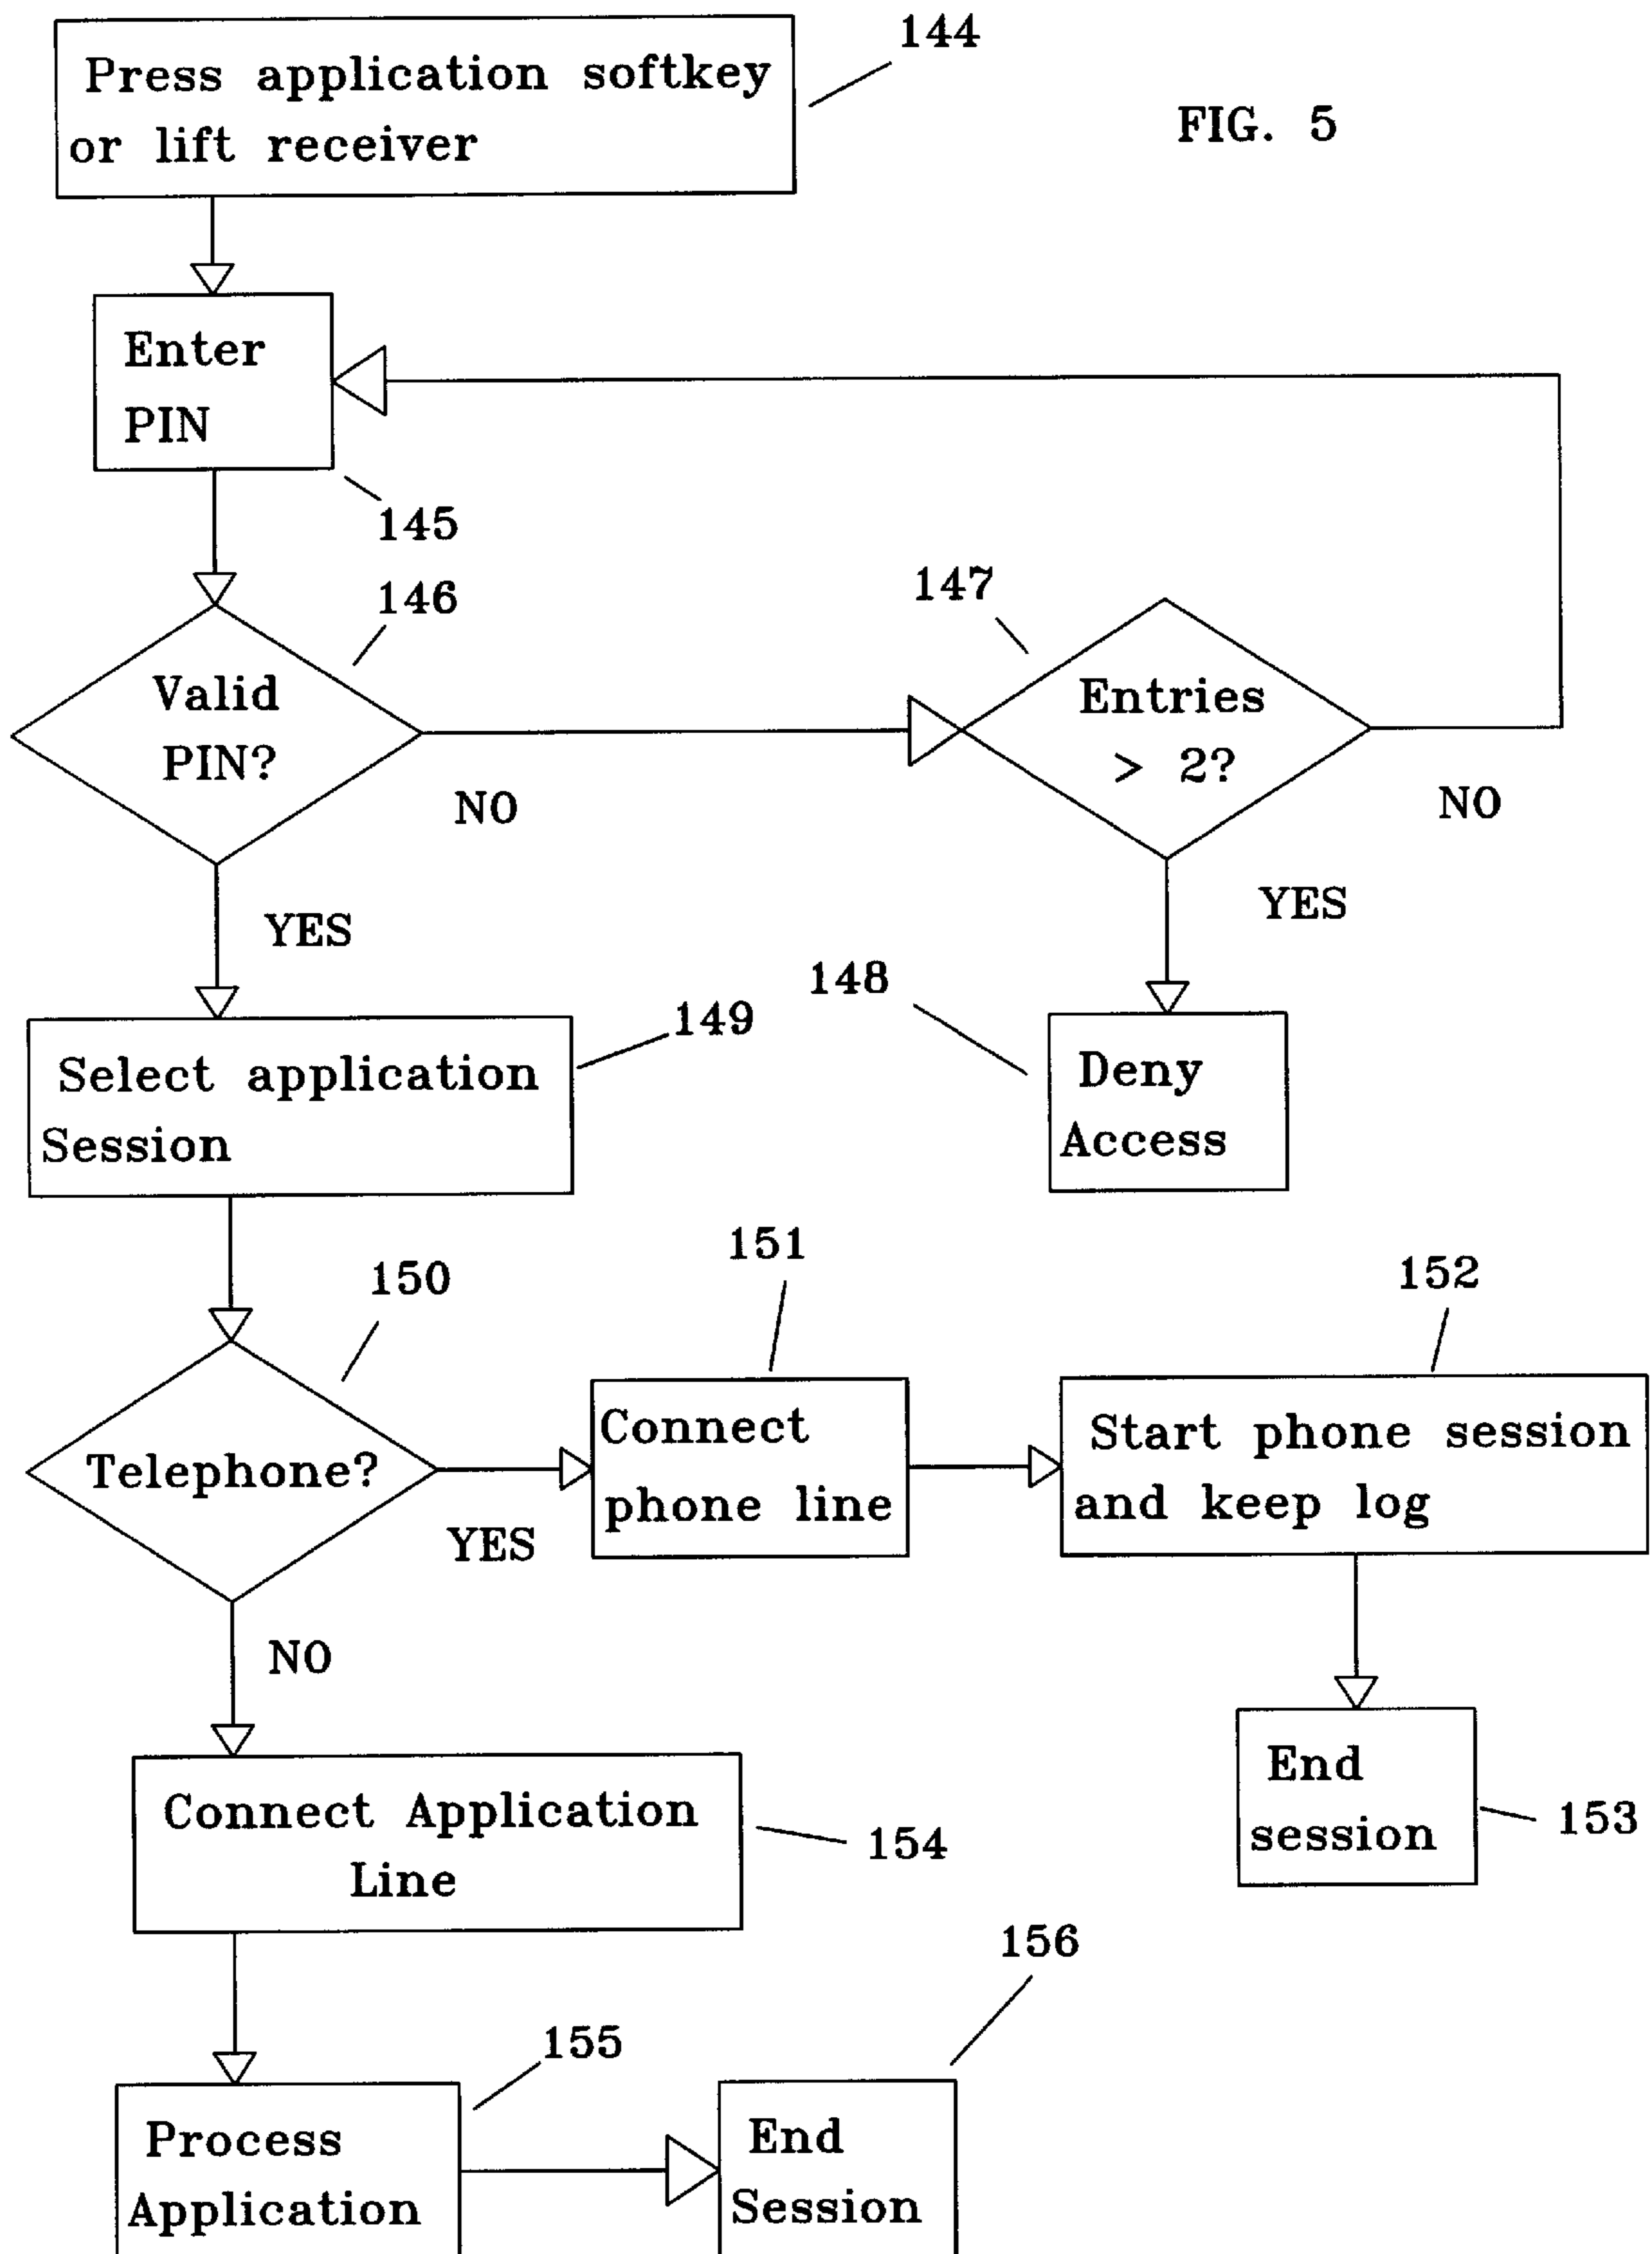 144
Press application softkey
or lift receiver
FIG. 5
Enter
PIN
145
146
147
Valid
PIN?
Entries
> 2?
NO
NO
YES
YES
148
149
Select application
Session
Deny
Access
151
150
152
Connect
phone line
Start phone session
and keep log
Telephone?
YES
NO
End
session
153
Connect Application
Line
154
156
155
Process
Application
End
Session